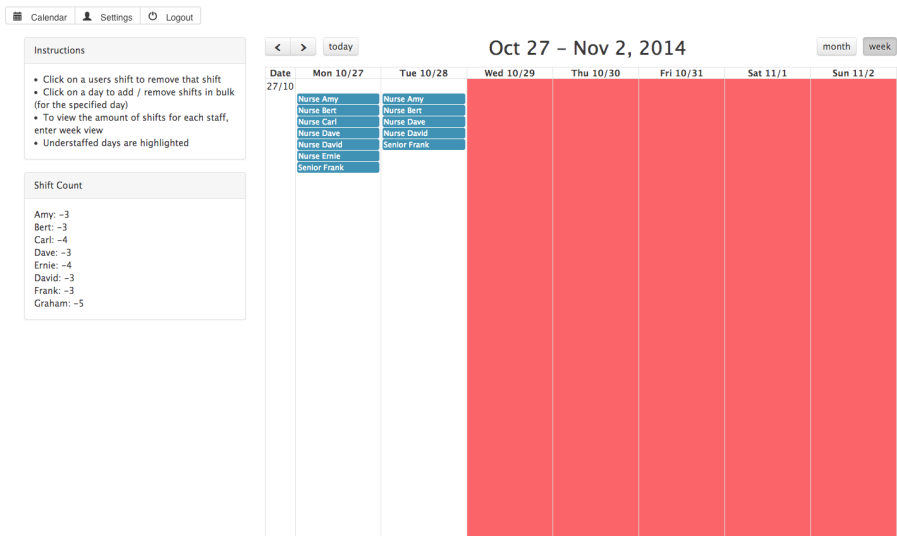 Calendar Settings Logout
Instructions
• Click on a users shift to remove that shift
• Click on a day to add / remove shifts in bulk
(for the specified day)
• To view the amount of shifts for each staff,
enter week view
• Understaffed days are highlighted
Shift Count
Amy: -3
Bert: -3
Carl: -4
Dave: -3
Ernie: -4
David: -3
Frank: -3
Graham: -5
today
Oct 27 – Nov 2, 2014
month week
Date Mon 10/27 Tue 10/28 Wed 10/29 Thu 10/30 Fri 10/31 Sat 11/1 Sun 11/2
27/10
Nurse Amy Nurse Amy
Nurse Bert Nurse Bert
Nurse Carl Nurse Dave
Nurse Dave Nurse David
Nurse David Senior Frank
Nurse Ernie
Senior Frank